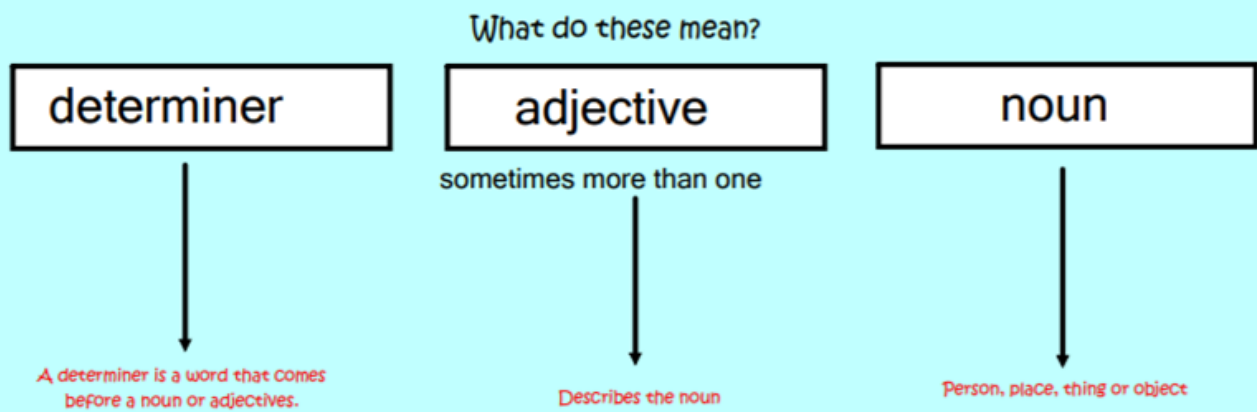 What do these mean?
determiner
adjective
noun
sometimes more than one
A determiner is a word that comes
before a noun or adjectives.
Describes the noun
Person, place, thing or object